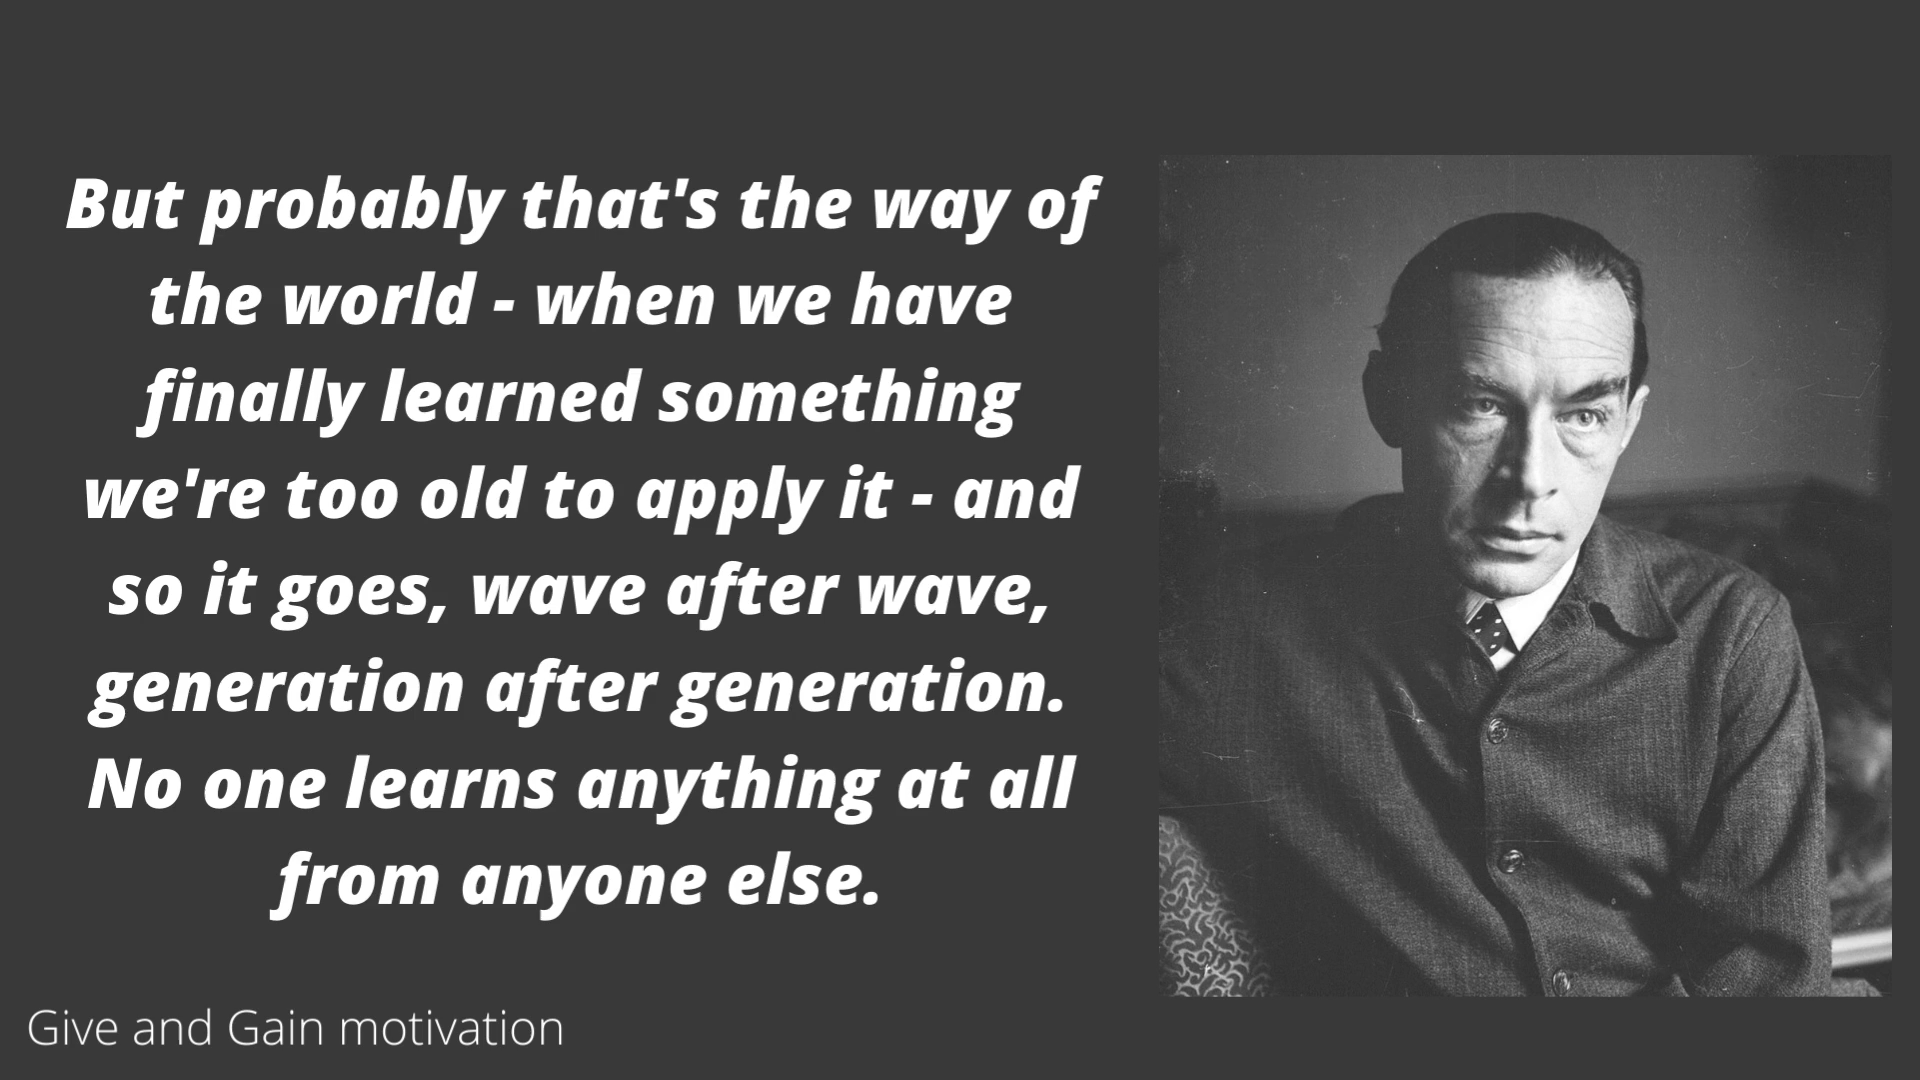 But probably that's the way of
the world - when we have
finally learned something
we're too old to apply it - and
so it goes, wave after wave,
generation after generation.
No one learns anything at all
from anyone else.
Give and Gain motivation